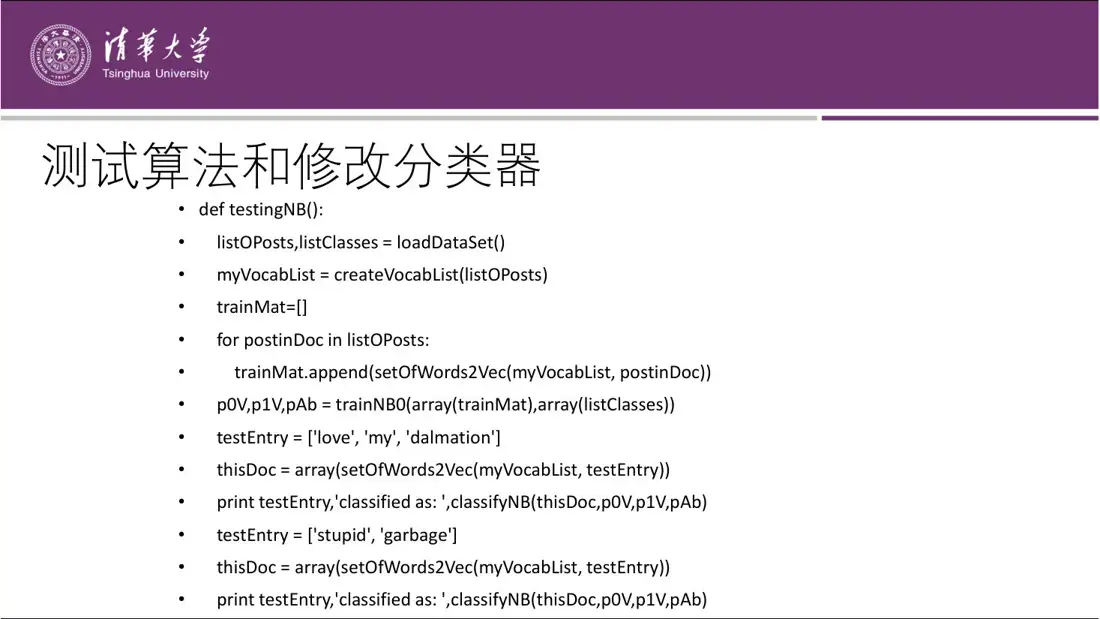 清华大学
Tsinghua University
测试算法和修改分类器
• def testingNB():
• listOPosts,listClasses = loadDataSet()
• myVocabList = createVocabList(listOPosts)
• trainMat=[]
• for postinDoc in listOPosts:
• trainMat.append(setOfWords2Vec(myVocabList, postinDoc))
• p0V,p1V,pAb = trainNB0(array(trainMat),array(listClasses))
• testEntry = ['love', 'my', 'dalmation']
• thisDoc = array(setOfWords2Vec(myVocabList, testEntry))
• print testEntry,'classified as: ',classifyNB(thisDoc,p0V,p1V,pAb)
• testEntry = ['stupid', 'garbage']
• thisDoc = array(setOfWords2Vec(myVocabList, testEntry))
• print testEntry,'classified as: ',classifyNB(thisDoc,p0V,p1V,pAb)